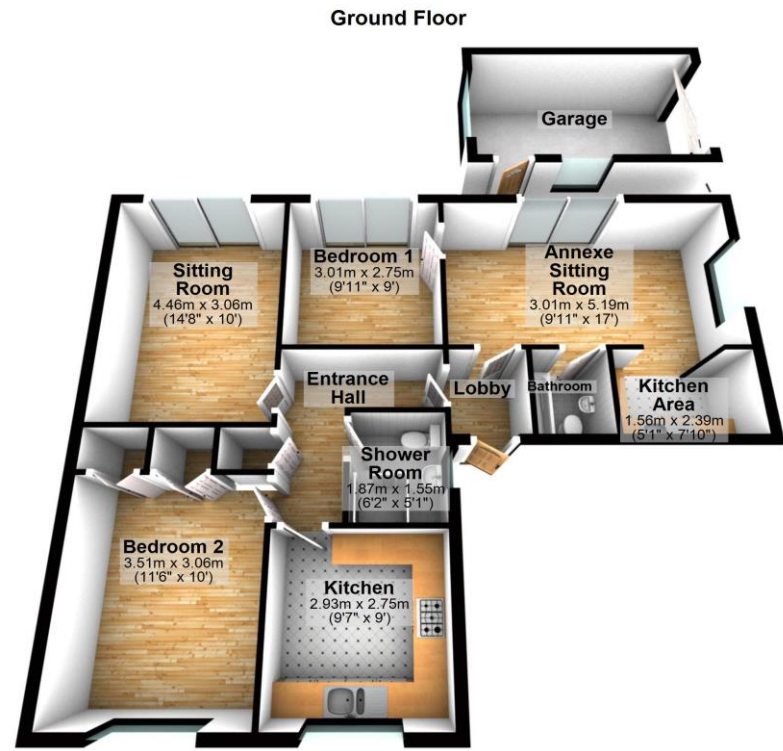 Ground Floor
Garage
Sitting
Room
4.46m x 3.06m
(14'8" x 10')
Bedroom 1
3.01m x 2.75m
(9'11" x 9')
Annexe
Sitting
Room
3.01m x 5.19m
(9'11" x 17')
Entrance
Hall
Lobby
Bathroom
Kitchen
Area
1.56m x 2.39m
(5'1" x 7'10")
Shower
Room
1.87m x 1.55m
(6'2" x 5'1")
Bedroom 2
3.51m x 3.06m
(11'6" x 10')
Kitchen
2.93m x 2.75m
(9'7" x 9')